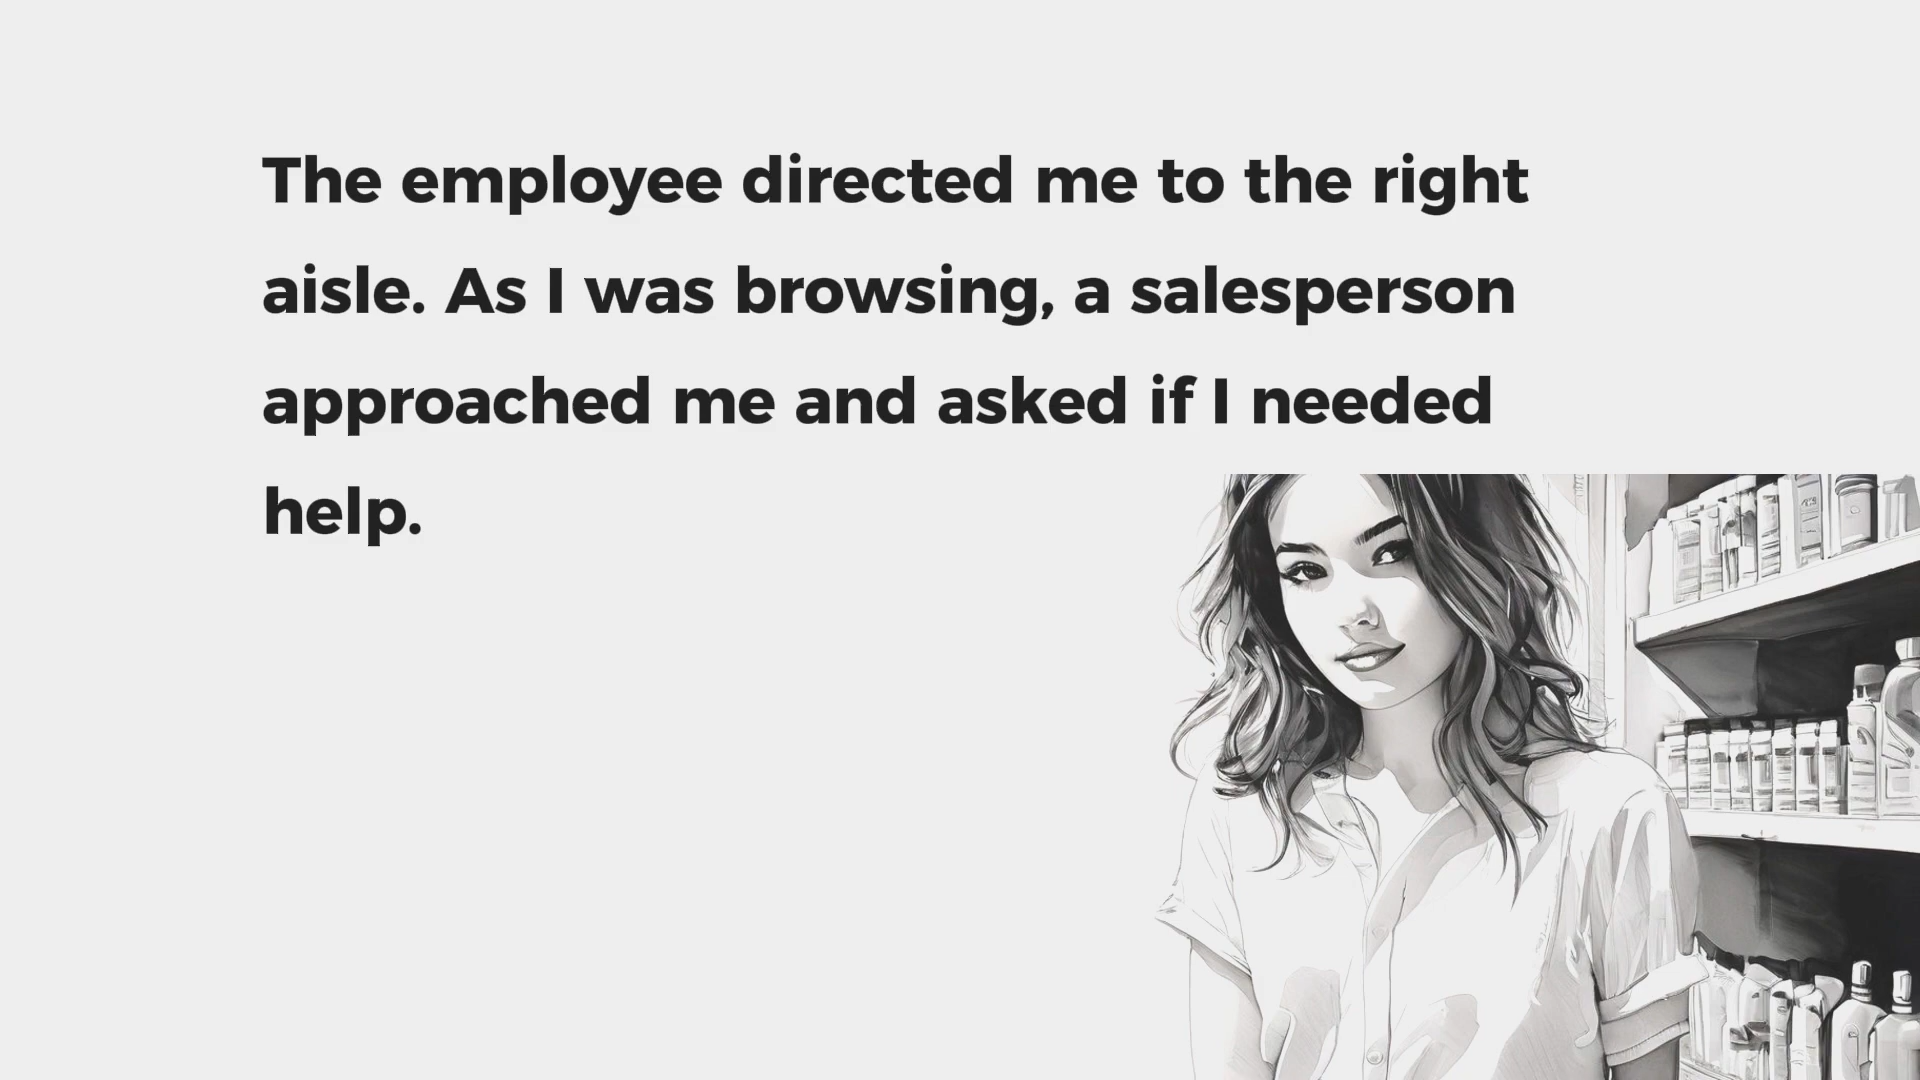 The employee directed me to the right
aisle. As I was browsing, a salesperson
approached me and asked if I needed
help.